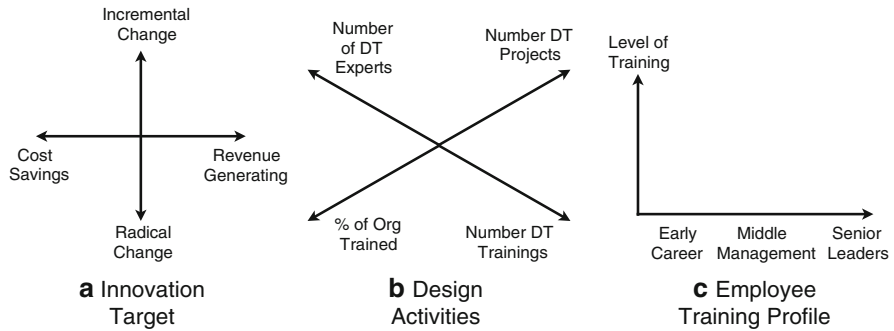 Incremental
Change
Cost
Savings
Revenue
Generating
Radical
Change
a Innovation
Target
Number
of DT
Experts
Number DT
Projects
% of Org
Trained
Number DT
Trainings
b Design
Activities
Level of
Training
Early
Career
Middle
Management
Senior
Leaders
c Employee
Training Profile